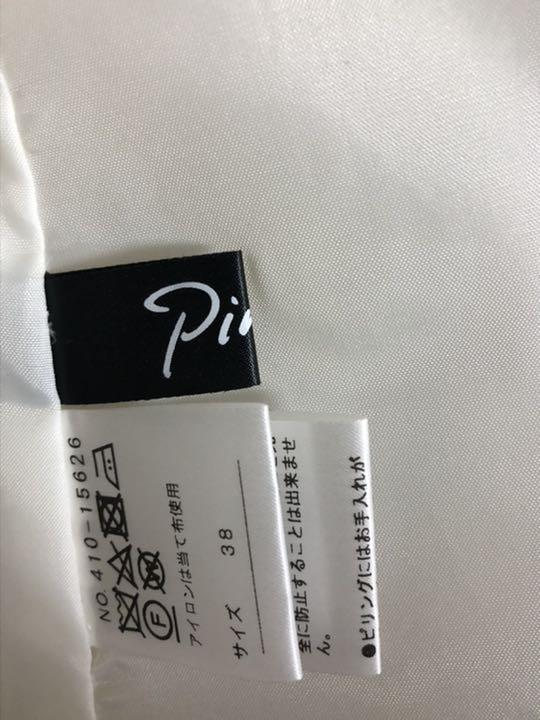 Pin
NO. 410-15626
F
W
アイロンは当て布使用
サイズ 38
全に防止することは出来ませ
ん。
●ピリングにはお手入れが